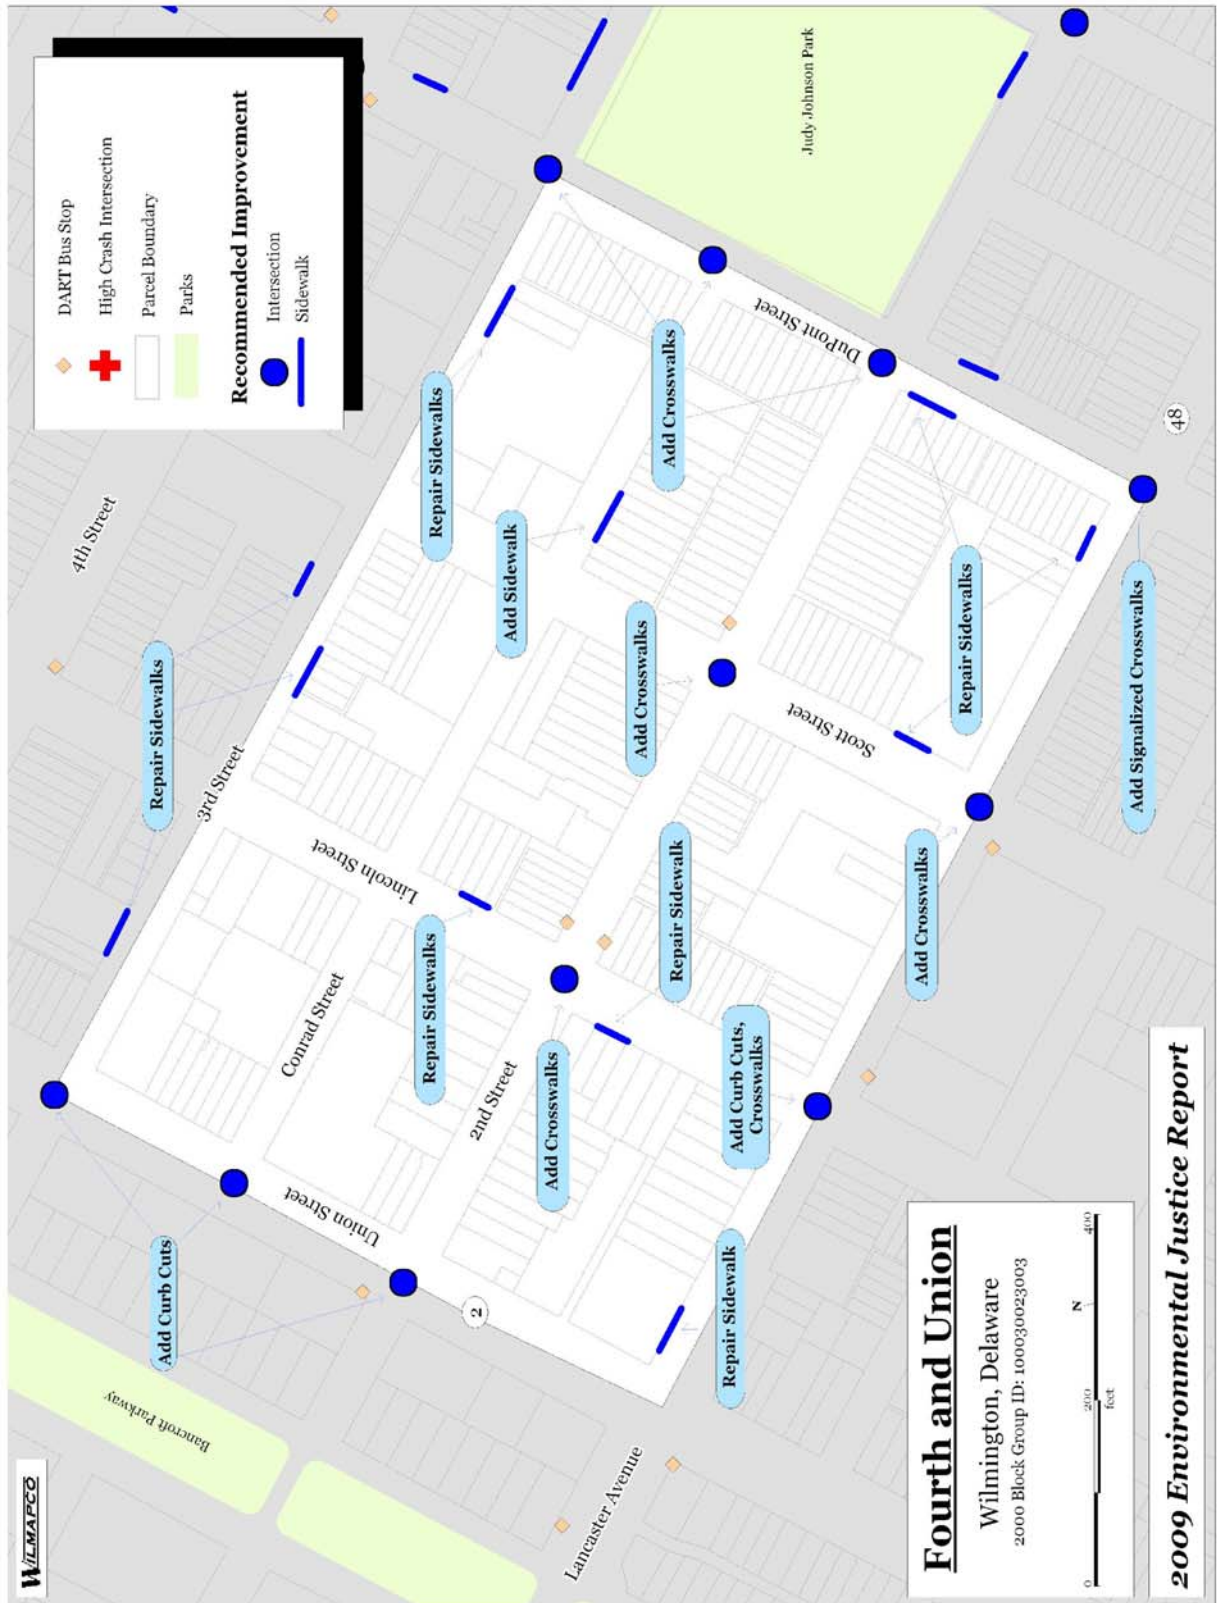 WILMAPCO
DART Bus Stop
High Crash Intersection
Parcel Boundary
Parks
Recommended Improvement
Intersection
Sidewalk
Bancroft Parkway
Add Curb Cuts
Repair Sidewalks
4th Street
3rd Street
Union Street
Conrad Street
Lincoln Street
Repair Sidewalks
Repair Sidewalks
Add Sidewalk
Judy Johnson Park
2
2nd Street
Add Crosswalks
Repair Sidewalk
Add Crosswalks
Add Crosswalks
DuPont Street
Scott Street
Lancaster Avenue
Repair Sidewalk
Add Curb Cuts,
Crosswalks
Add Crosswalks
Repair Sidewalks
Add Signalized Crosswalks
48
Fourth and Union
Wilmington, Delaware
2000 Block Group ID: 100030023003
N
0 200 400
feet
2009 Environmental Justice Report